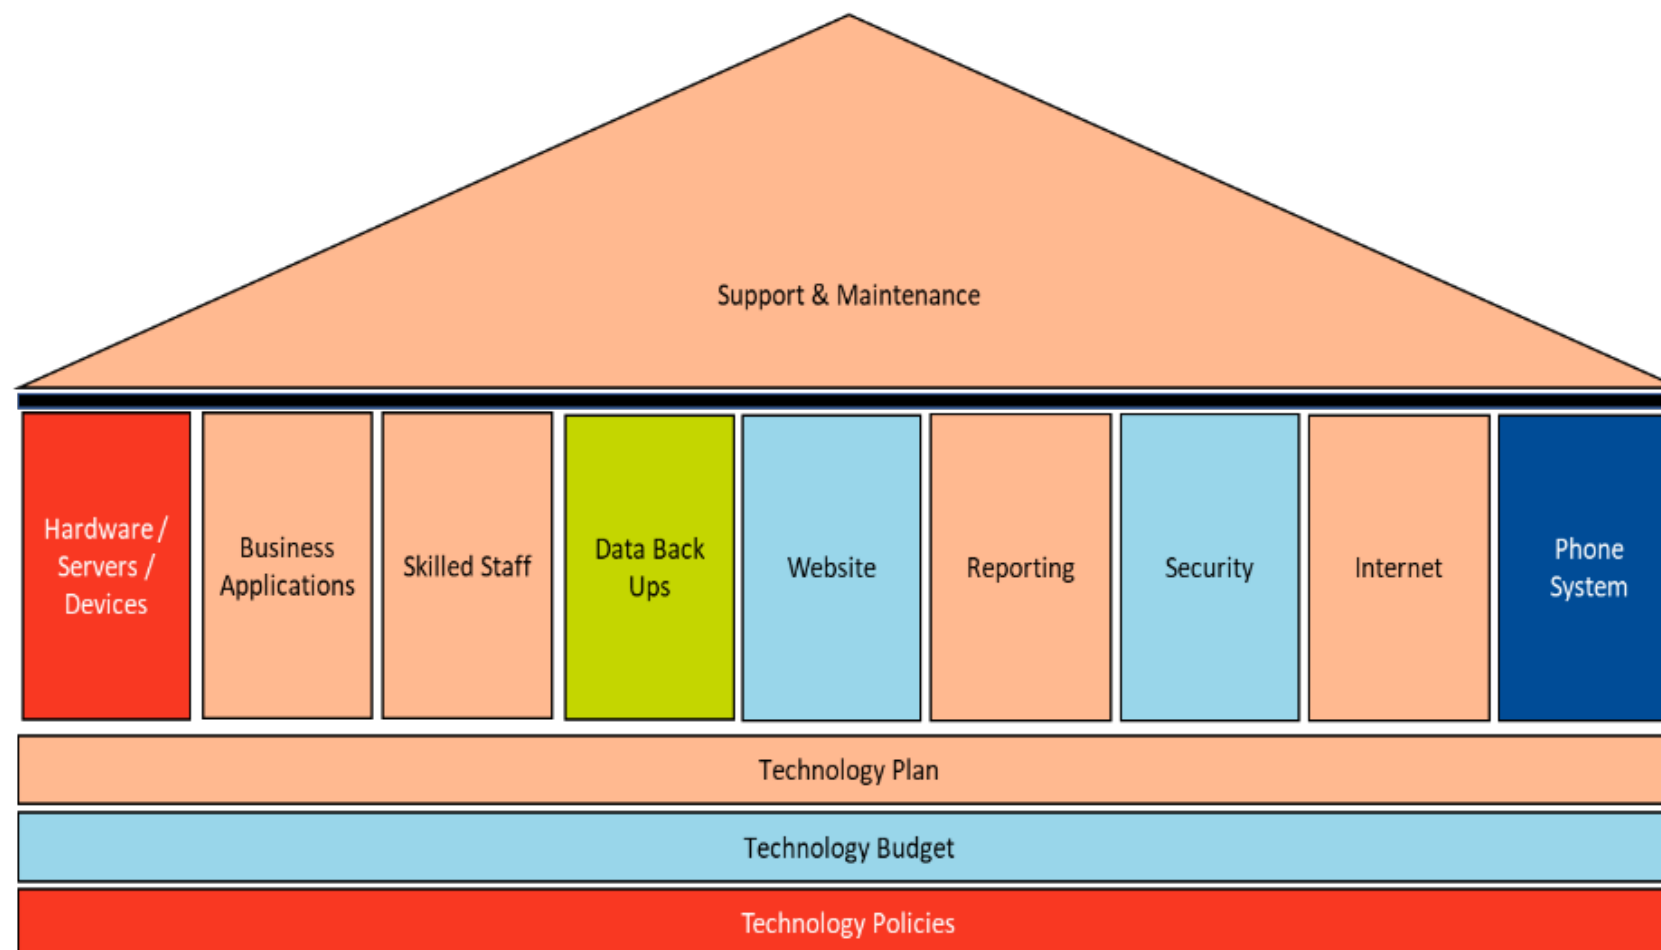 Support & Maintenance
Hardware /
Servers /
Devices
Business
Applications
Skilled Staff
Data Back
Ups
Website
Reporting
Security
Internet
Phone
System
Technology Plan
Technology Budget
Technology Policies